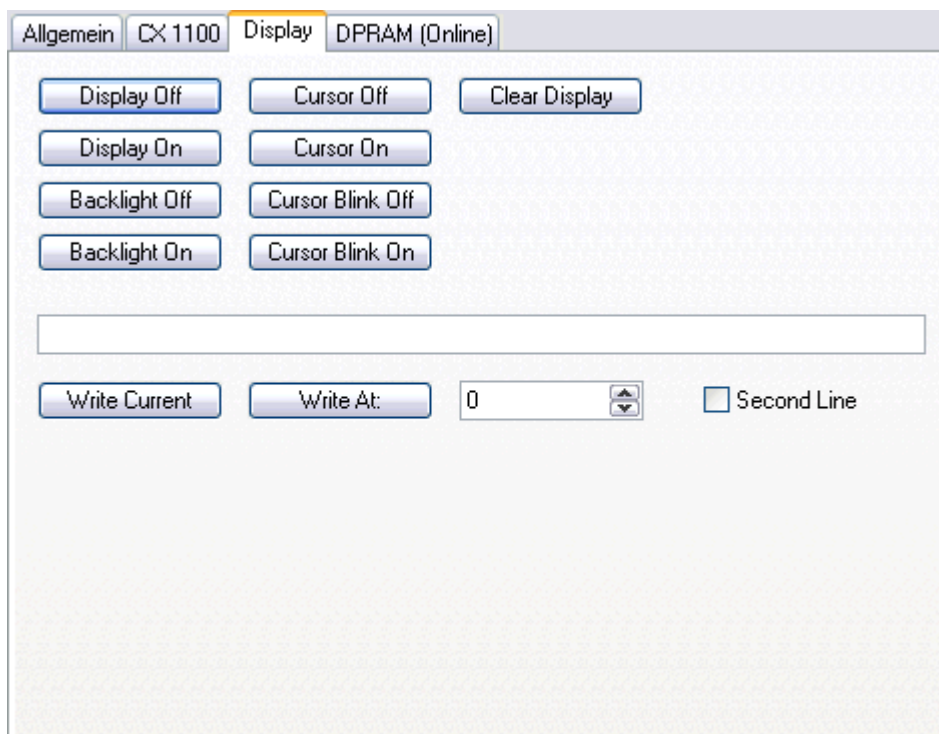 Allgemein CX 1100 Display DPRAM (Online)
Display Off Cursor Off Clear Display
Display On Cursor On
Backlight Off Cursor Blink Off
Backlight On Cursor Blink On
Write Current Write At: 0 Second Line